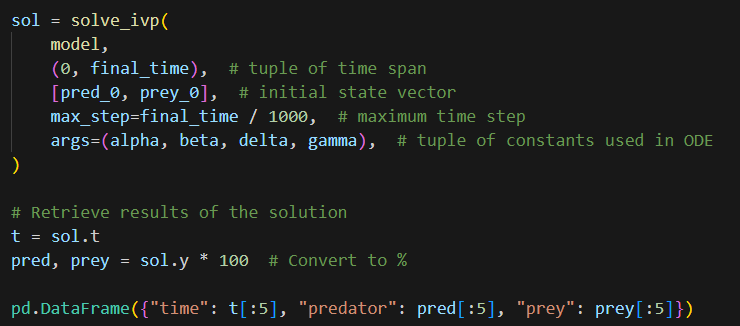 sol = solve_ivp(
    model,
    (0, final_time),  # tuple of time span
    [pred_0, prey_0],  # initial state vector
    max_step=final_time / 1000,  # maximum time step
    args=(alpha, beta, delta, gamma),  # tuple of constants used in ODE
)

# Retrieve results of the solution
t = sol.t
pred, prey = sol.y * 100  # Convert to %

pd.DataFrame({"time": t[:5], "predator": pred[:5], "prey": prey[:5]})